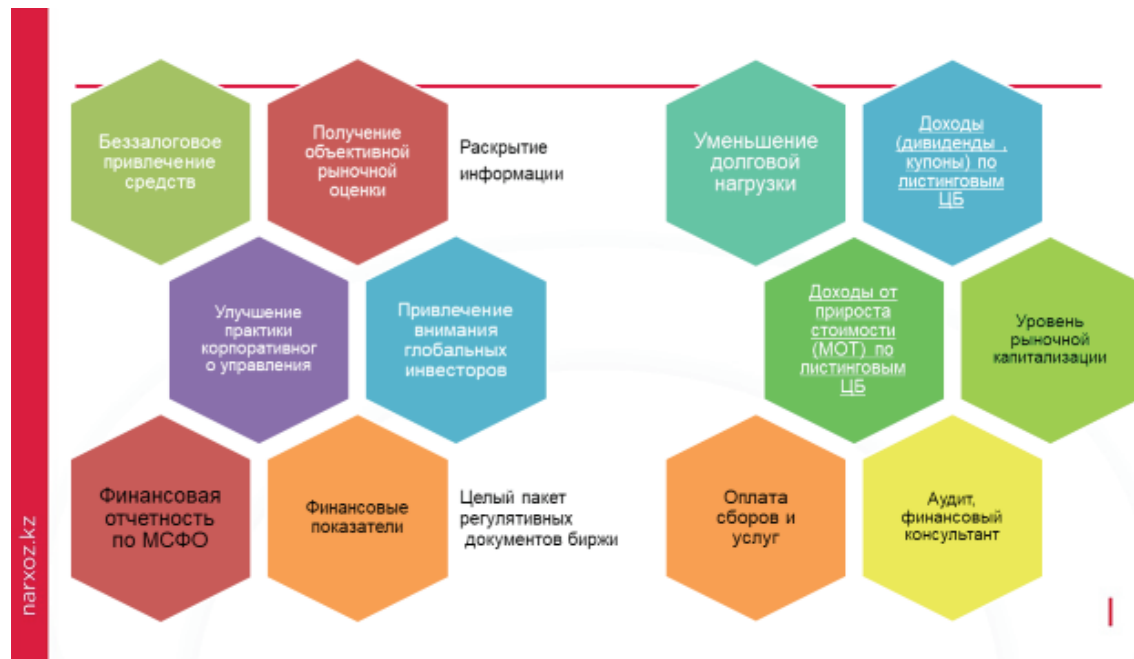 Беззалоговое
привлечение
средств
Получение
объективной
рыночной
оценки
Раскрытие
информации
Уменьшение
долговой
нагрузки
Доходы
(дивиденды ,
купоны) по
листинговым
ЦБ
Улучшение
практики
корпоративног
о управления
Привлечение
внимания
глобальных
инвесторов
Доходы от
прироста
стоимости
(МОТ) по
листинговым
ЦБ
Уровень
рыночной
капитализации
Финансовая
отчетность
по МСФО
Финансовые
показатели
Целый пакет
регулятивных
документов биржи
Оплата
сборов и
услуг
Аудит,
финансовый
консультант
narxoz.kz